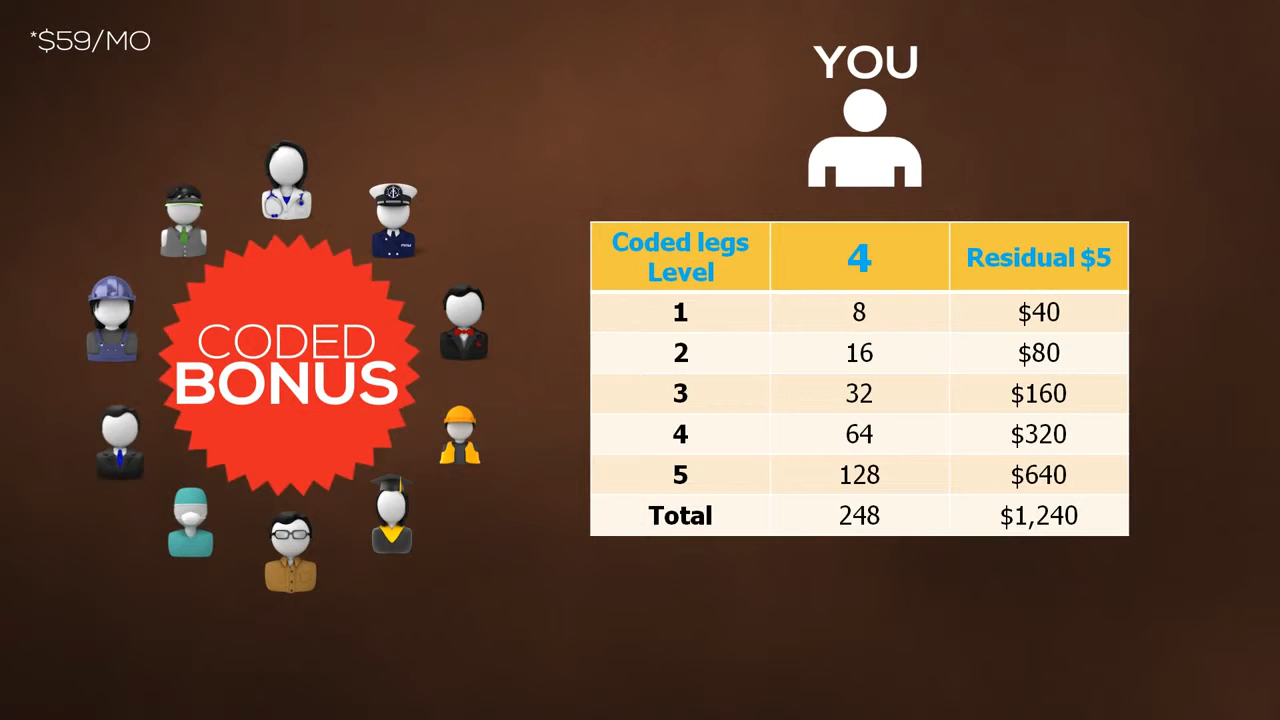 *$59/MO
YOU
CODED
BONUS
Coded legs
Level
4
Residual $5
1 8 $40
2 16 $80
3 32 $160
4 64 $320
5 128 $640
Total 248 $1,240